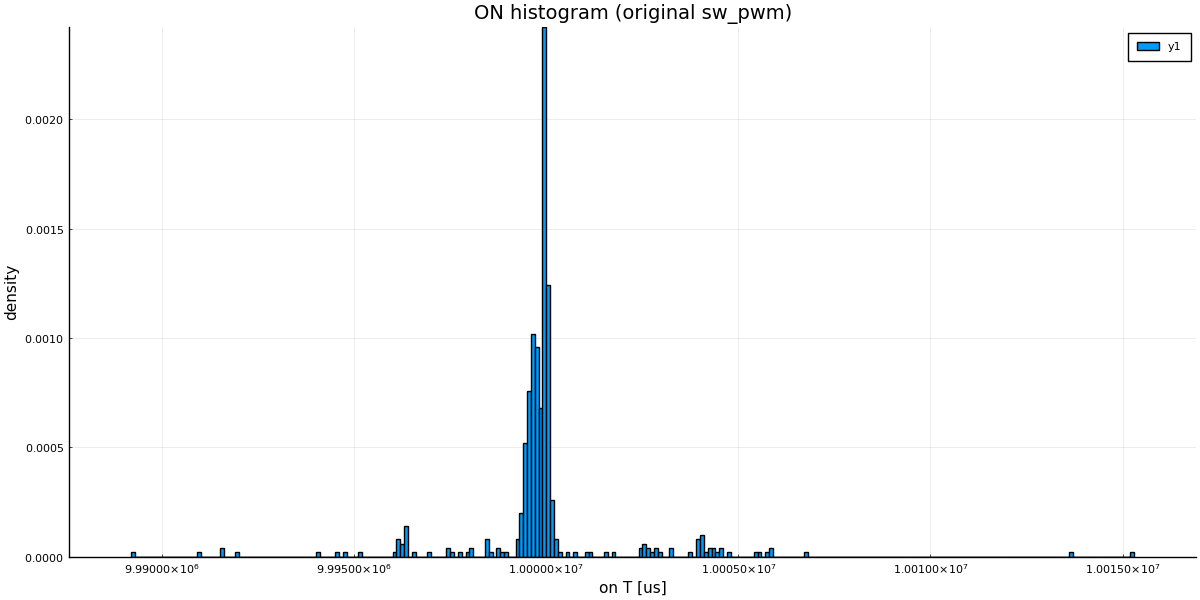 ON histogram (original sw_pwm)
y1
density
0.0020
0.0015
0.0010
0.0005
0.0000
9.99000×10⁶ 9.99500×10⁶ 1.00000×10⁷ 1.00050×10⁷ 1.00100×10⁷ 1.00150×10⁷
on T [us]